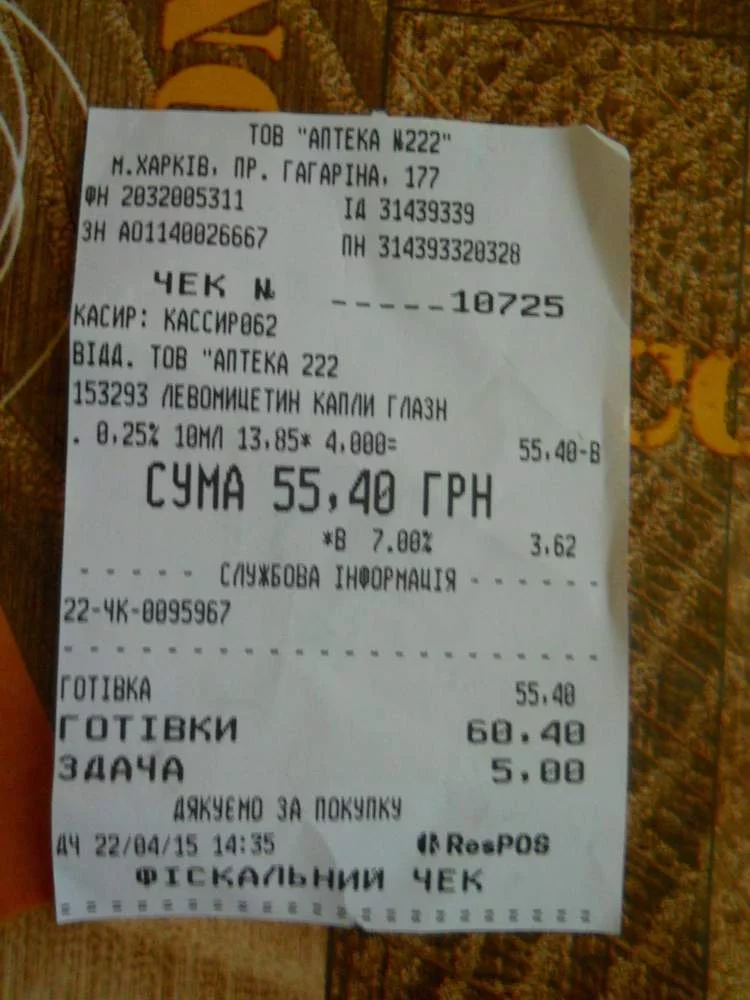 ТОВ "АПТЕКА №222"
М.ХАРКІВ, ПР. ГАГАРІНА, 177
ФН 2032005311 ІД 31439339
ЗН АО1140026667 ПН 314393320328
ЧЕК № _____10725
КАСИР: КАССИР062
ВІДД. ТОВ "АПТЕКА 222
153293 ЛЕВОМИЦЕТИН КАПЛИ ГЛАЗН
. 0,25% 10МЛ 13.85* 4.000= 55.40-В
СУМА 55,40 ГРН
*В 7.00% 3.62
- - - - - СЛУЖБОВА ІНФОРМАЦІЯ - - - - - -
22-ЧК-0095967
ГОТІВКА 55.40
ГОТІВКИ 60.40
ЗДАЧА 5.00
ДЯКУЄМО ЗА ПОКУПКУ
ДЧ 22/04/15 14:35 ResPOS
ФІСКАЛЬНИЙ ЧЕК